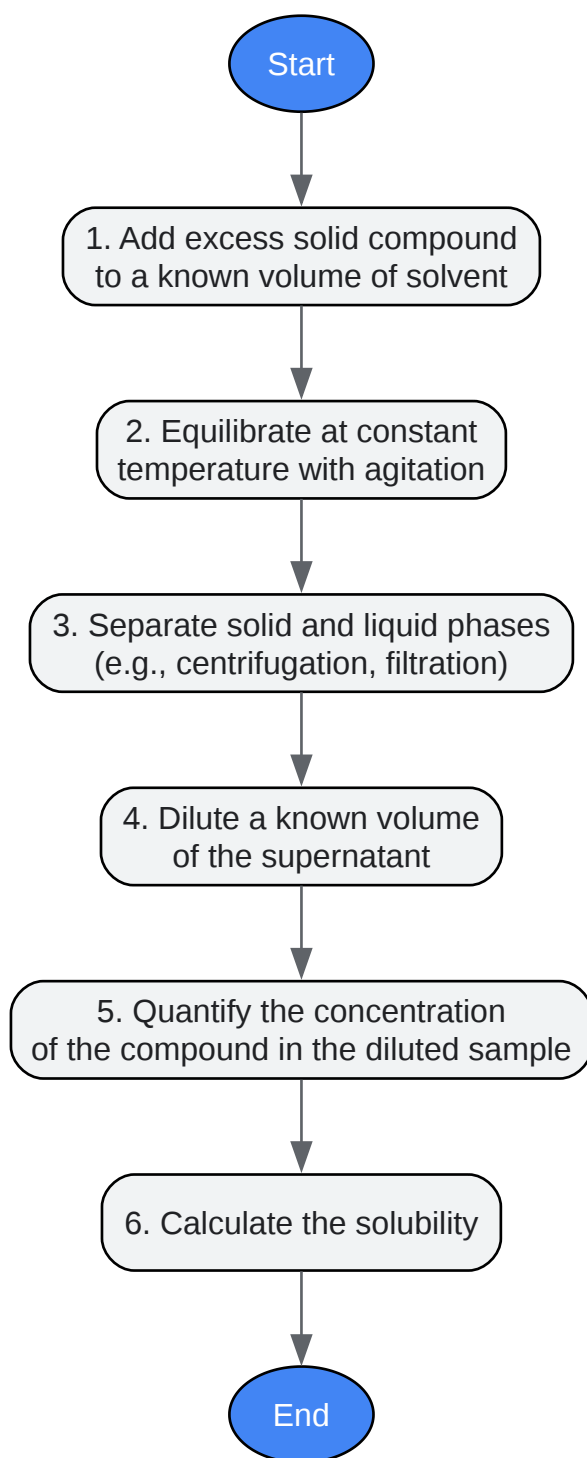 Start
1. Add excess solid compound
to a known volume of solvent
2. Equilibrate at constant
temperature with agitation
3. Separate solid and liquid phases
(e.g., centrifugation, filtration)
4. Dilute a known volume
of the supernatant
5. Quantify the concentration
of the compound in the diluted sample
6. Calculate the solubility
End